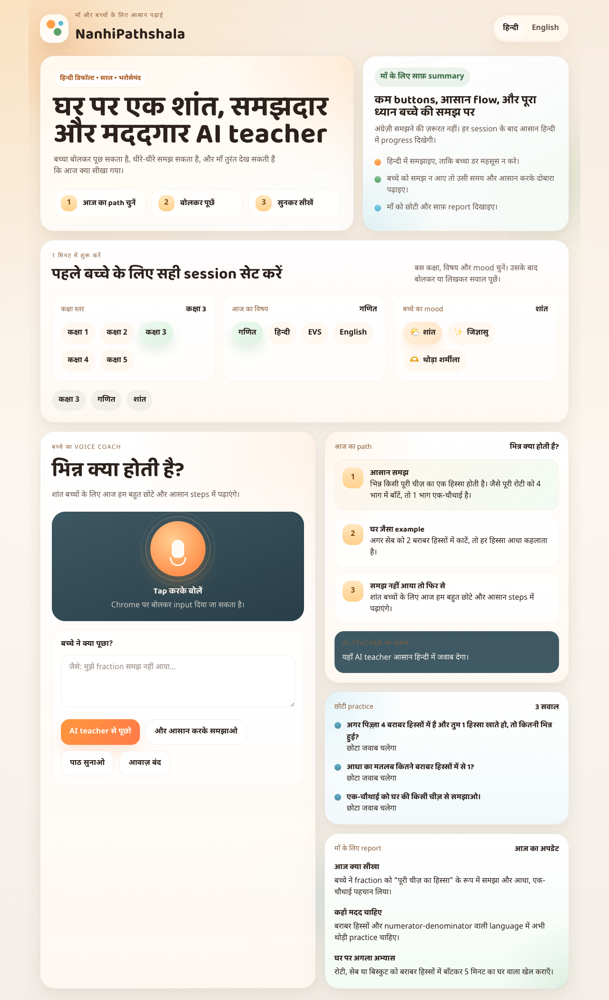 माँ और बच्चों के लिए आसान पढ़ाई
NanhiPathshala
हिन्दी
English
हिन्दी डिफॉल्ट • सरल • भरोसेमंद
घर पर एक शांत, समझदार
और मददगार AI teacher
बच्चा बोलकर पूछ सकता है, धीरे-धीरे समझ सकता है, और माँ तुरंत देख सकती हैं
कि आज क्या सीखा गया।
1 आज का path चुनें
2 बोलकर पूछें
3 सुनकर सीखें
माँ के लिए साफ़ summary
कम buttons, आसान flow, और पूरा
ध्यान बच्चे की समझ पर
अंग्रेज़ी समझने की ज़रूरत नहीं। हर session के बाद आसान हिन्दी
में progress दिखेगी।
हिन्दी में समझाइए, ताकि बच्चा डर महसूस न करे।
बच्चे को समझ न आए तो उसी समय और आसान करके दोबारा
पढ़ाइए।
माँ को छोटी और साफ़ report दिखाइए।
1 मिनट में शुरू करें
पहले बच्चे के लिए सही session सेट करें
बस कक्षा, विषय और mood चुनें। उसके बाद
बोलकर या लिखकर सवाल पूछें।
कक्षा स्तर
कक्षा 3
कक्षा 1
कक्षा 2
कक्षा 3
कक्षा 4
कक्षा 5
आज का विषय
गणित
गणित
हिन्दी
EVS
English
बच्चे का mood
शांत
🌤️ शांत
✨ जिज्ञासु
🫶 थोड़ा शर्मीला
कक्षा 3
गणित
शांत
बच्चे का VOICE COACH
भिन्न क्या होती है?
शांत बच्चों के लिए आज हम बहुत छोटे और आसान steps में पढ़ाएंगे।
Tap करके बोलें
Chrome पर बोलकर input दिया जा सकता है।
बच्चे ने क्या पूछा?
जैसे: मुझे fraction समझ नहीं आया...
AI teacher से पूछो
और आसान करके समझाओ
पाठ सुनाओ
आवाज़ बंद
आज का path
भिन्न क्या होती है?
1
आसान समझ
भिन्न किसी पूरी चीज़ का एक हिस्सा होती है। जैसे पूरी रोटी को 4
भाग में बाँटें, तो 1 भाग एक-चौथाई है।
2
घर जैसा example
अगर सेब को 2 बराबर हिस्सों में काटें, तो हर हिस्सा आधा कहलाता
है।
3
समझ नहीं आया तो फिर से
शांत बच्चों के लिए आज हम बहुत छोटे और आसान steps में
पढ़ाएंगे।
AI TEACHER का जवाब
यहाँ AI teacher आसान हिन्दी में जवाब देगा।
छोटी practice
3 सवाल
अगर पिज़्ज़ा 4 बराबर हिस्सों में है और तुम 1 हिस्सा खाते हो, तो कितनी भिन्न
हुई?
छोटा जवाब चलेगा
आधा का मतलब कितने बराबर हिस्सों में से 1?
छोटा जवाब चलेगा
एक-चौथाई को घर की किसी चीज़ से समझाओ।
छोटा जवाब चलेगा
माँ के लिए report
आज का अपडेट
आज क्या सीखा
बच्चे ने fraction को “पूरी चीज़ का हिस्सा” के रूप में समझा और आधा, एक-
चौथाई पहचान लिया।
कहाँ मदद चाहिए
बराबर हिस्सों और numerator-denominator वाली language में अभी
थोड़ी practice चाहिए।
घर पर अगला अभ्यास
रोटी, सेब या बिस्कुट को बराबर हिस्सों में बाँटकर 5 मिनट का घर वाला खेल कराएँ।